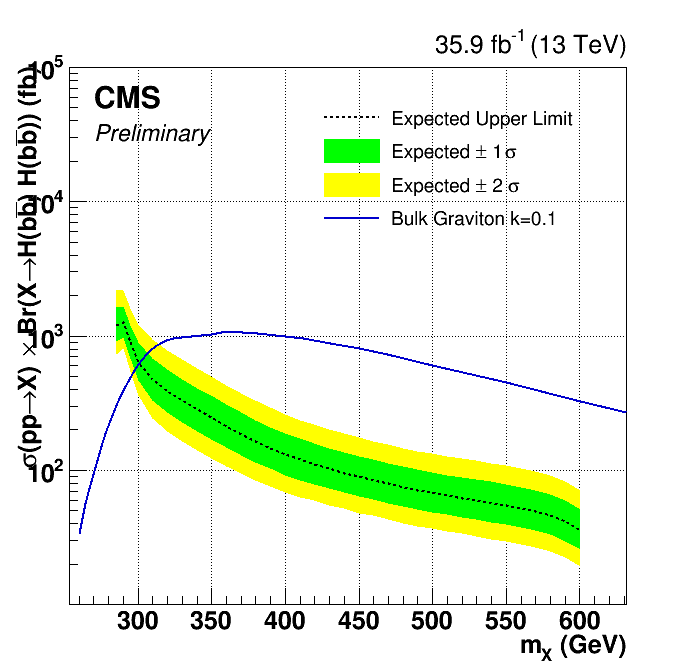 35.9 fb⁻¹ (13 TeV)
CMS
Preliminary
Expected Upper Limit
Expected ± 1σ
Expected ± 2σ
Bulk Graviton k=0.1
σ(pp→X) × Br(X→H(bb̄) H(bb̄)) (fb)
10⁵
10⁴
10³
10²
300 350 400 450 500 550 600
m_X (GeV)